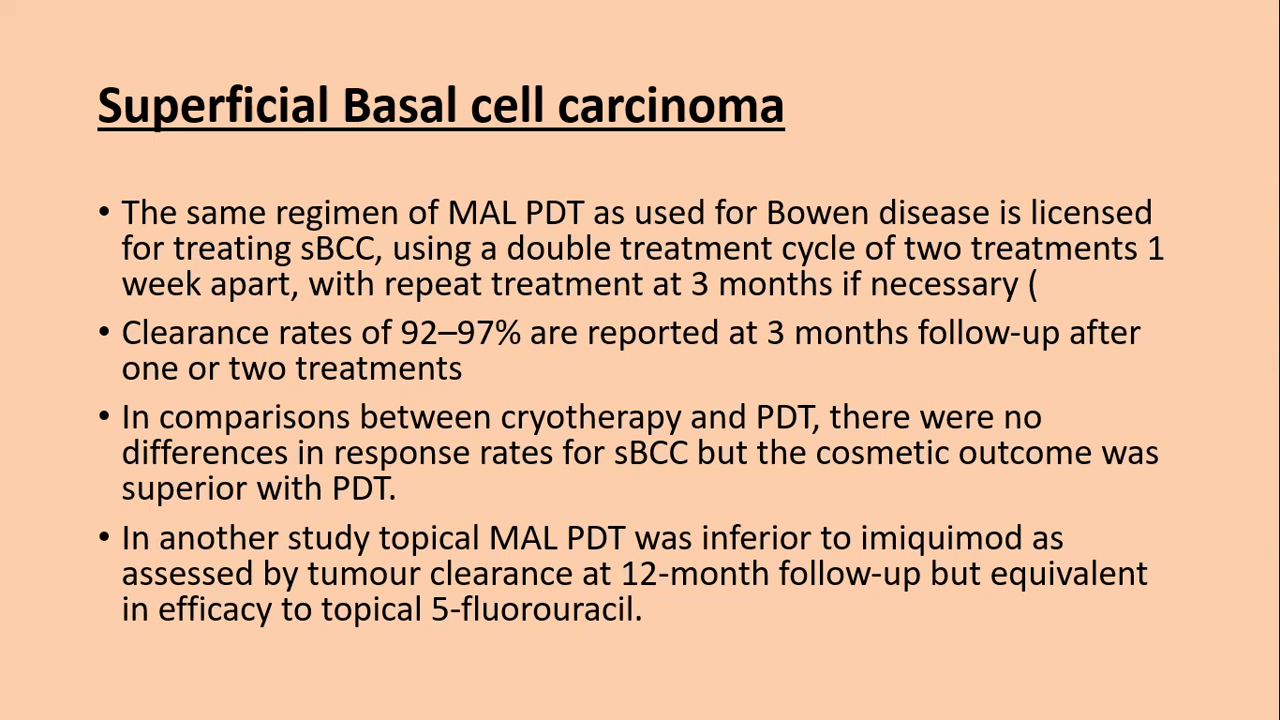 Superficial Basal cell carcinoma
• The same regimen of MAL PDT as used for Bowen disease is licensed
for treating sBCC, using a double treatment cycle of two treatments 1
week apart, with repeat treatment at 3 months if necessary (
• Clearance rates of 92–97% are reported at 3 months follow-up after
one or two treatments
• In comparisons between cryotherapy and PDT, there were no
differences in response rates for sBCC but the cosmetic outcome was
superior with PDT.
• In another study topical MAL PDT was inferior to imiquimod as
assessed by tumour clearance at 12-month follow-up but equivalent
in efficacy to topical 5-fluorouracil.